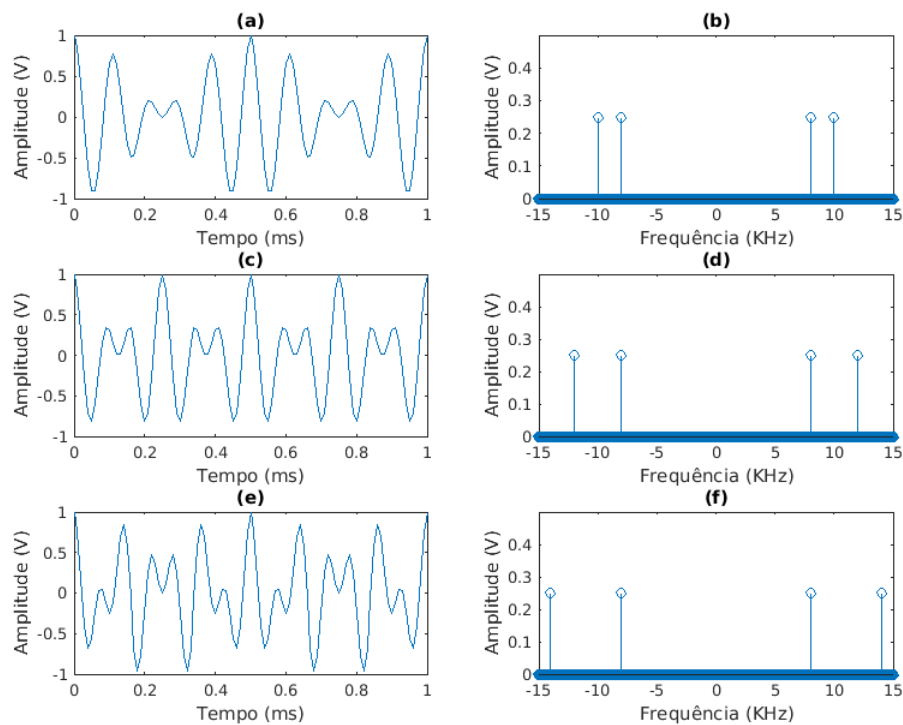 (a)
Amplitude (V)
1
0.5
0
-0.5
-1
0 0.2 0.4 0.6 0.8 1
Tempo (ms)
(b)
Amplitude (V)
0.4
0.3
0.2
0.1
0
-15 -10 -5 0 5 10 15
Frequência (KHz)
(c)
Amplitude (V)
1
0.5
0
-0.5
-1
0 0.2 0.4 0.6 0.8 1
Tempo (ms)
(d)
Amplitude (V)
0.4
0.3
0.2
0.1
0
-15 -10 -5 0 5 10 15
Frequência (KHz)
(e)
Amplitude (V)
1
0.5
0
-0.5
-1
0 0.2 0.4 0.6 0.8 1
Tempo (ms)
(f)
Amplitude (V)
0.5
0.4
0.3
0.2
0.1
0
-15 -10 -5 0 5 10 15
Frequência (KHz)